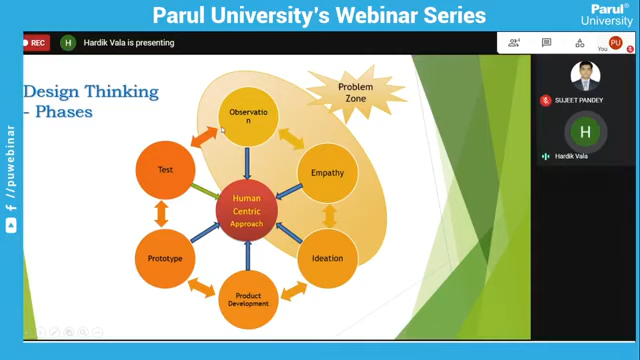 Parul University's Webinar Series
Parul®
University
REC
H
Hardik Vala is presenting
4
You
PU
Design Thinking
- Phases
Problem
Zone
Observatio
n
Empathy
Test
Human
Centric
Approach
Prototype
Ideation
Product
Development
SUJEET PANDEY
H
Hardik Vala
/puwebinar